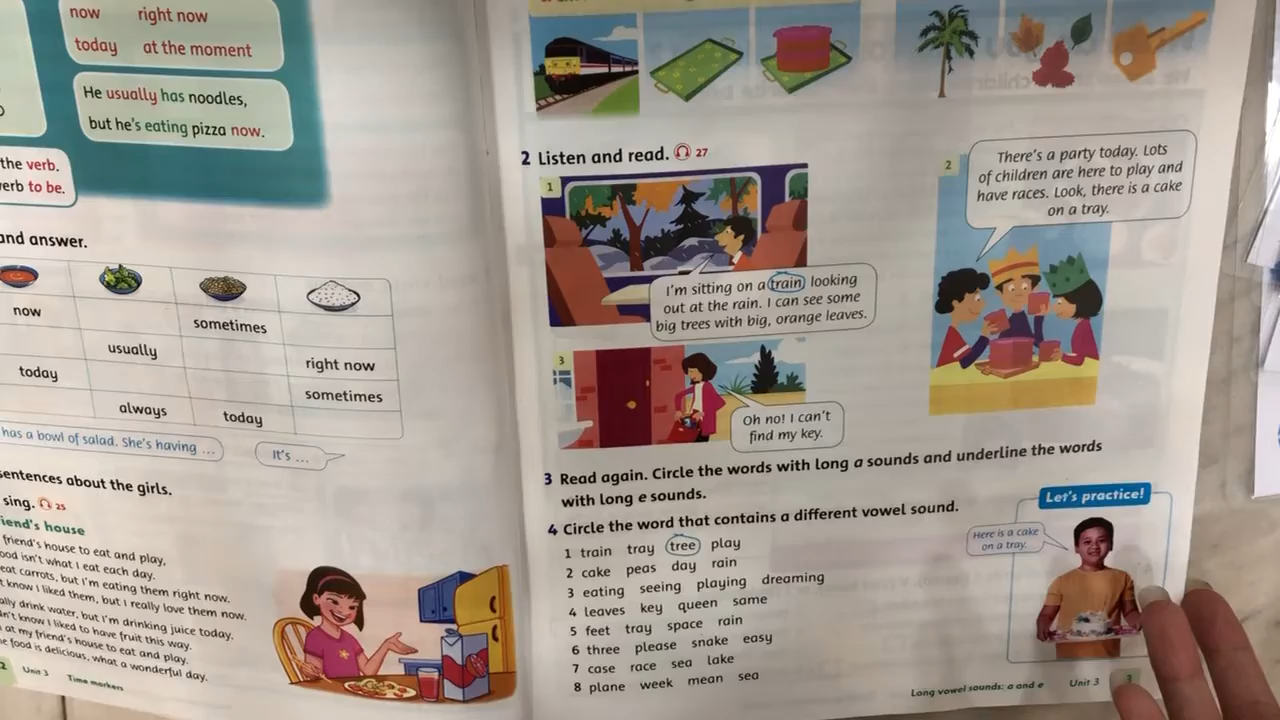 now right now
today at the moment
He usually has noodles,
but he's eating pizza now.
the verb.
verb to be.
and answer.
now
sometimes
usually
right now
today
sometimes
always
today
has a bowl of salad. She's having ...
It's ...
sentences about the girls.
sing. 25
friend's house
friend's house to eat and play,
food isn't what I eat each day.
eat carrots, but I'm eating them right now.
know I liked them, but I really love them now.
ally drink water, but I'm drinking juice today.
dn't know I liked to have fruit this way.
at my friend's house to eat and play.
e food is delicious, what a wonderful day.
2 Unit 3 Time markers
2 Listen and read. 27
1
I'm sitting on a train looking
out at the rain. I can see some
big trees with big, orange leaves.
2
There's a party today. Lots
of children are here to play and
have races. Look, there is a cake
on a tray.
3
Oh no! I can't
find my key.
3 Read again. Circle the words with long a sounds and underline the words
with long e sounds.
4 Circle the word that contains a different vowel sound.
1 train tray tree play
2 cake peas day rain
3 eating seeing playing dreaming
4 leaves key queen same
5 feet tray space rain
6 three please snake easy
7 case race sea lake
8 plane week mean sea
Let's practice!
Here is a cake
on a tray.
Long vowel sounds: a and e Unit 3 3